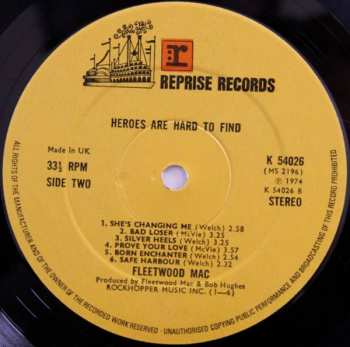 r
REPRISE RECORDS
HEROES ARE HARD TO FIND
Made in UK
33⅓ RPM
SIDE TWO
K 54026
(MS 2196)
℗ 1974
K 54026 B
STEREO
1. SHE'S CHANGING ME (Welch) 2.58
2. BAD LOSER (McVie) 3.25
3. SILVER HEELS (Welch) 3.25
4. PROVE YOUR LOVE (McVie) 3.57
5. BORN ENCHANTER (Welch) 2.54
6. SAFE HARBOUR (Welch) 2.32
FLEETWOOD MAC
Produced by Fleetwood Mac & Bob Hughes
ROCKHOPPER MUSIC INC. (1—6)
ALL RIGHTS OF THE MANUFACTURER AND OF THE OWNER OF THE RECORDED WORK RESERVED - UNAUTHORISED COPYING PUBLIC PERFORMANCE AND BROADCASTING OF THIS RECORD PROHIBITED